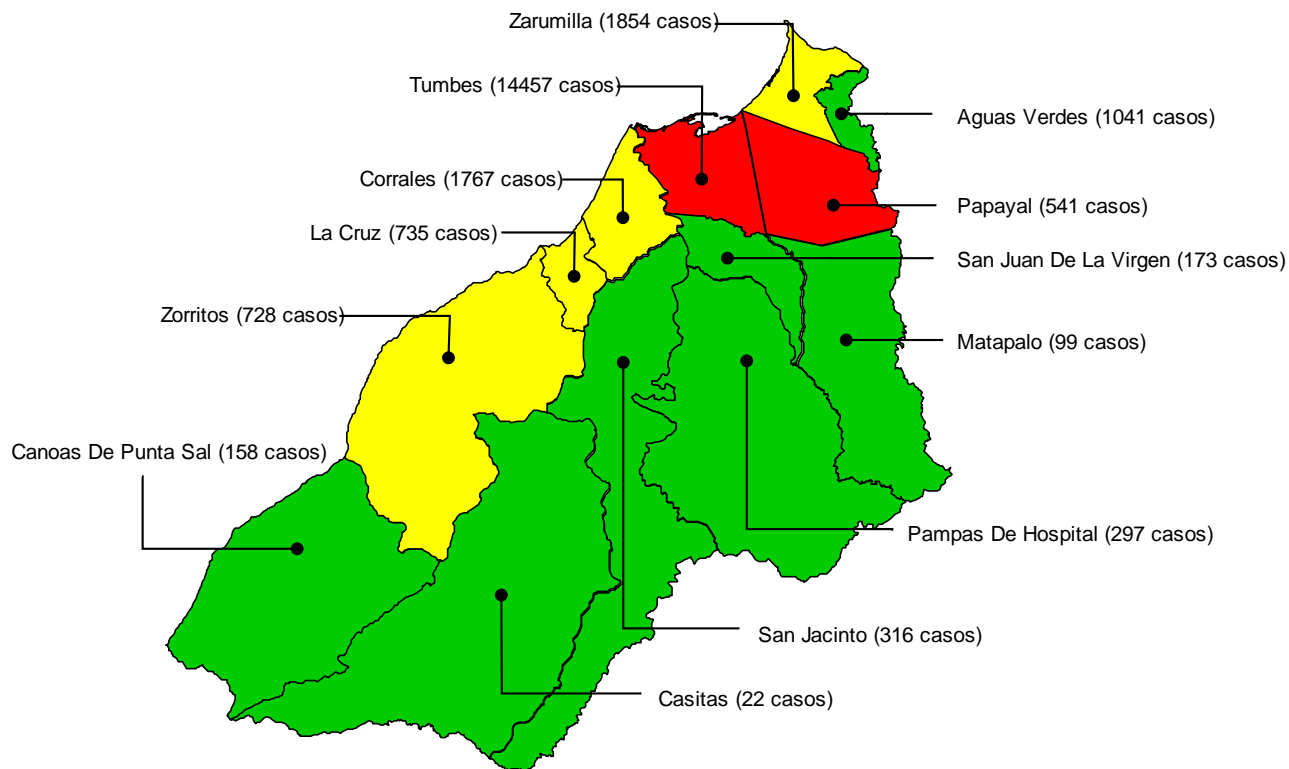 Zarumilla (1854 casos)
Tumbes (14457 casos)
Aguas Verdes (1041 casos)
Corrales (1767 casos)
Papayal (541 casos)
La Cruz (735 casos)
San Juan De La Virgen (173 casos)
Zorritos (728 casos)
Matapalo (99 casos)
Canoas De Punta Sal (158 casos)
Pampas De Hospital (297 casos)
San Jacinto (316 casos)
Casitas (22 casos)